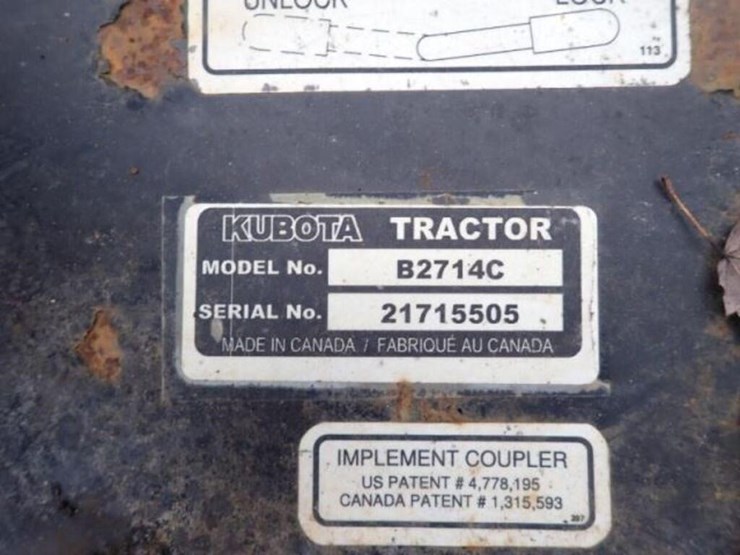 UNLOCK LOCK
113
KUBOTA TRACTOR
MODEL No. B2714C
SERIAL No. 21715505
MADE IN CANADA / FABRIQUÉ AU CANADA
IMPLEMENT COUPLER
US PATENT # 4,778,195
CANADA PATENT # 1,315,593